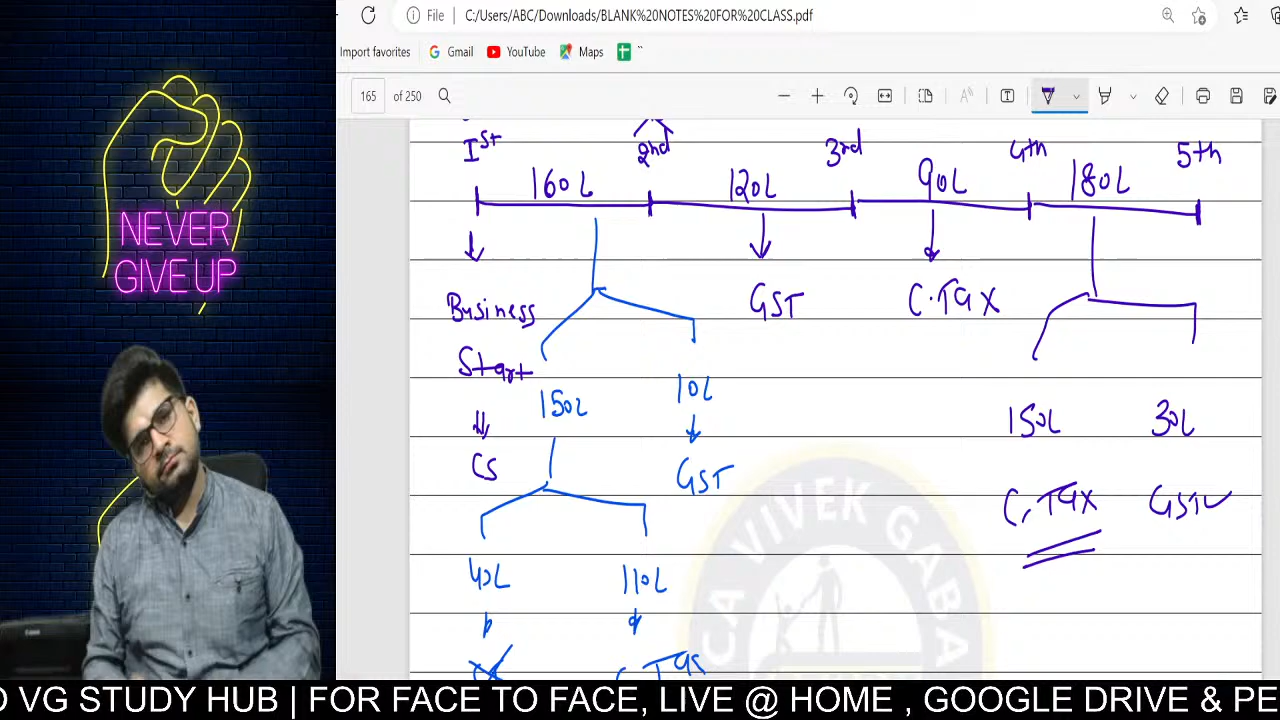 File C:/Users/ABC/Downloads/BLANK%20NOTES%20FOR%20CLASS.pdf
Import favorites Gmail YouTube Maps
165 of 250
Ist 2nd 3rd 4th 5th
160L 120L 90L 180L
Business GST C.Tax
Start
150L 10L 150L 30L
CS GST C.Tax GST
40L 110L
C.Tax
NEVER
GIVE UP
D VG STUDY HUB | FOR FACE TO FACE, LIVE @ HOME , GOOGLE DRIVE & PE